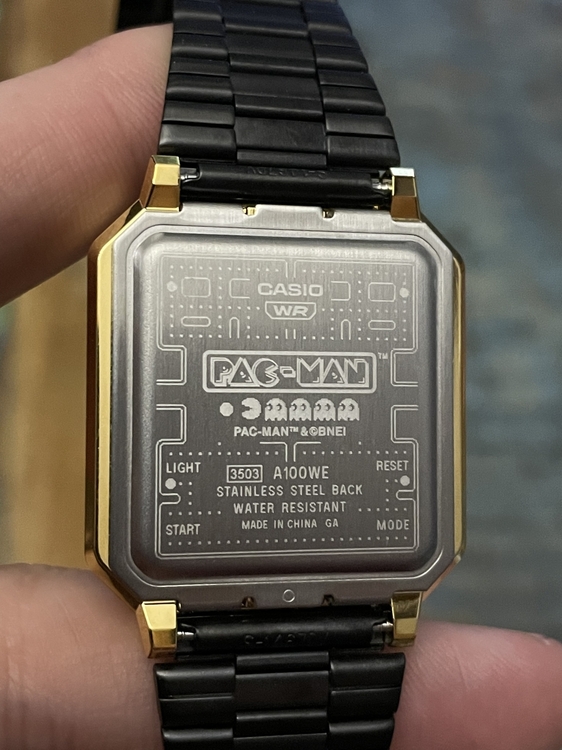 CASIO
WR
PAC-MAN™
PAC-MAN™&©BNEI
LIGHT
RESET
3503 A100WE
STAINLESS STEEL BACK
WATER RESISTANT
START
MADE IN CHINA GA
MODE